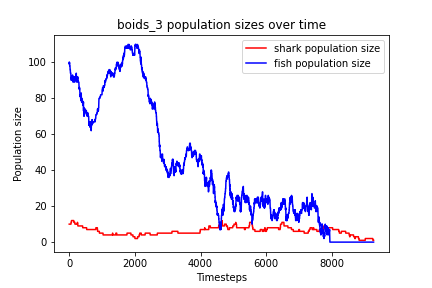 boids_3 population sizes over time
shark population size
fish population size
Population size
100
80
60
40
20
0
0
2000
4000
6000
8000
Timesteps